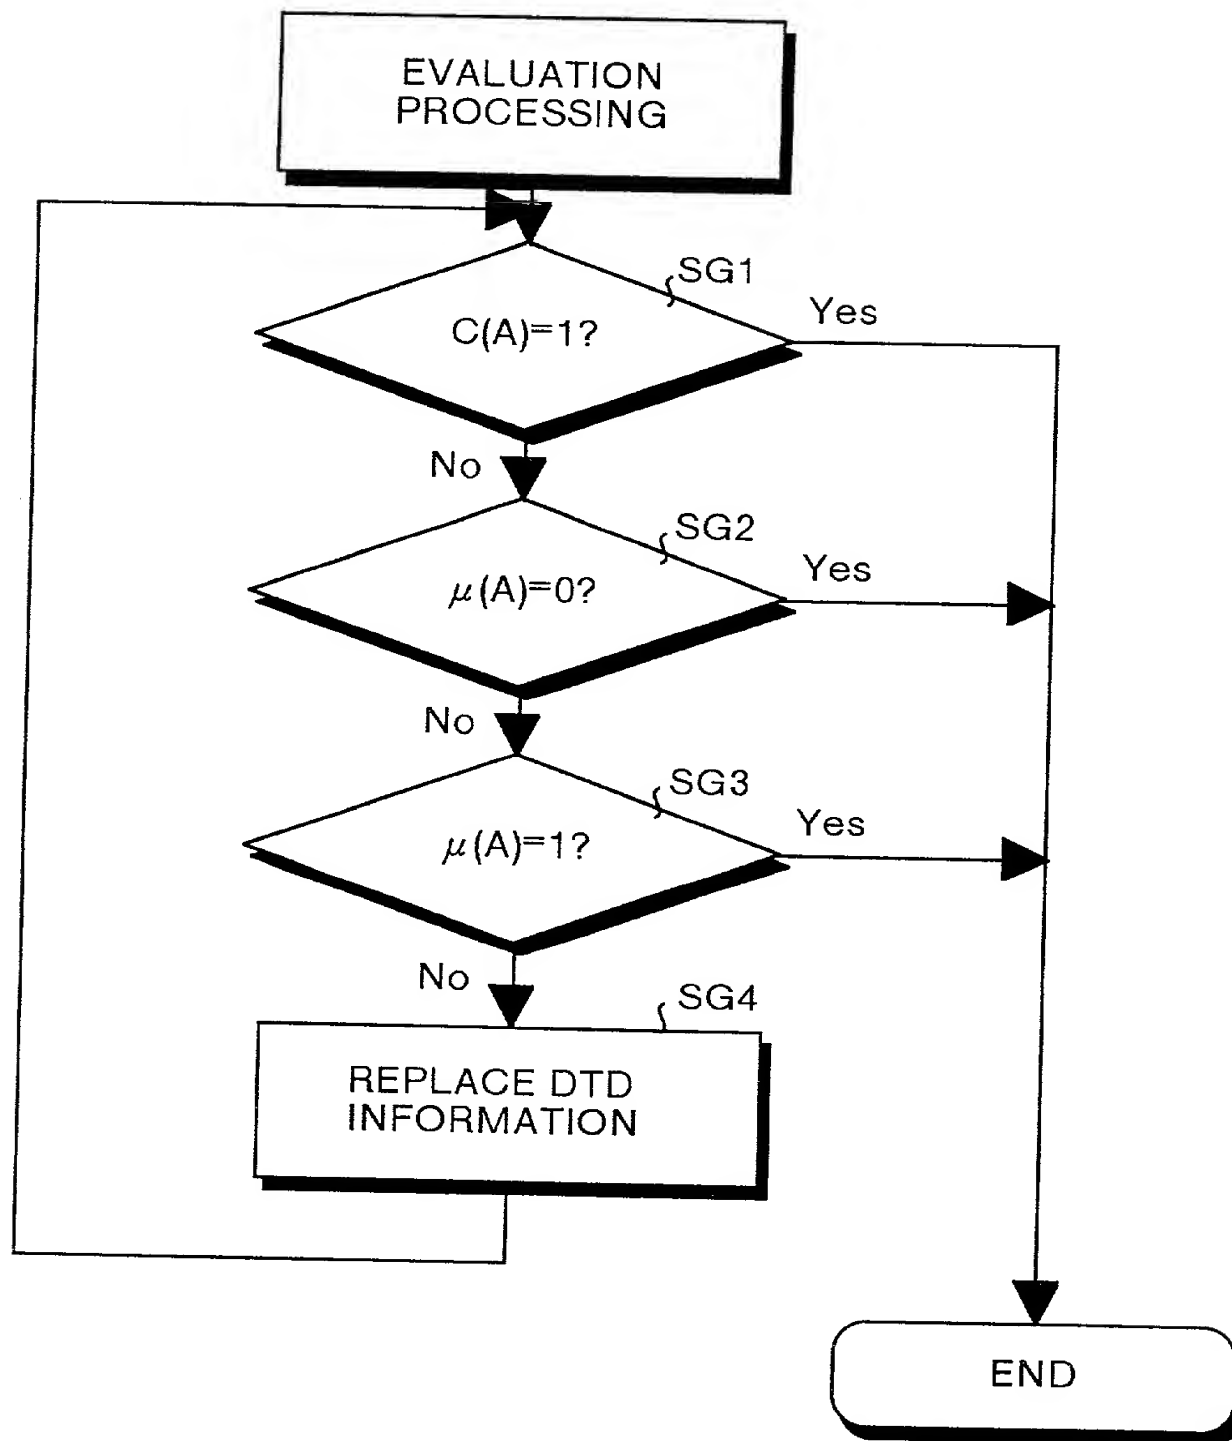 EVALUATION
PROCESSING
SG1
Yes
C(A)=1?
No
SG2
Yes
μ(A)=0?
No
SG3
Yes
μ(A)=1?
No
SG4
REPLACE DTD
INFORMATION
END